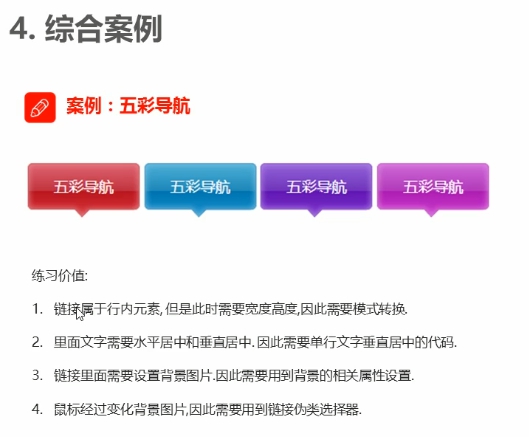 4. 综合案例
案例：五彩导航
五彩导航 五彩导航 五彩导航 五彩导航
练习价值:
1. 链接属于行内元素, 但是此时需要宽度高度,因此需要模式转换.
2. 里面文字需要水平居中和垂直居中. 因此需要单行文字垂直居中的代码.
3. 链接里面需要设置背景图片.因此需要用到背景的相关属性设置.
4. 鼠标经过变化背景图片,因此需要用到链接伪类选择器.